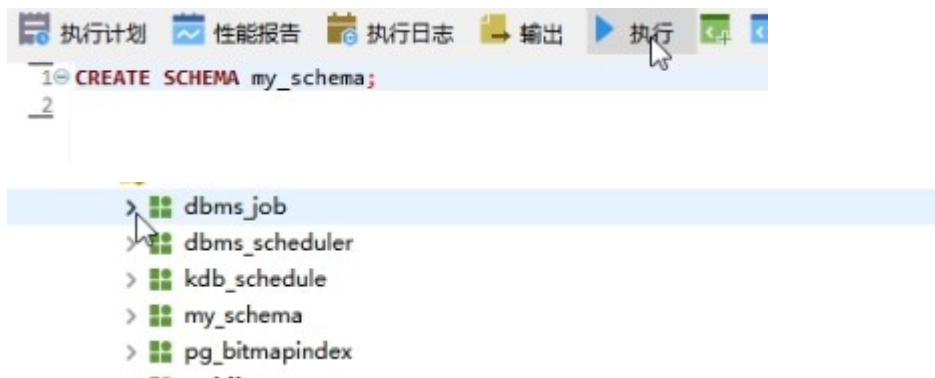 执行计划 性能报告 执行日志 输出 执行
1 CREATE SCHEMA my_schema;
2
dbms_job
dbms_scheduler
kdb_schedule
my_schema
pg_bitmapindex